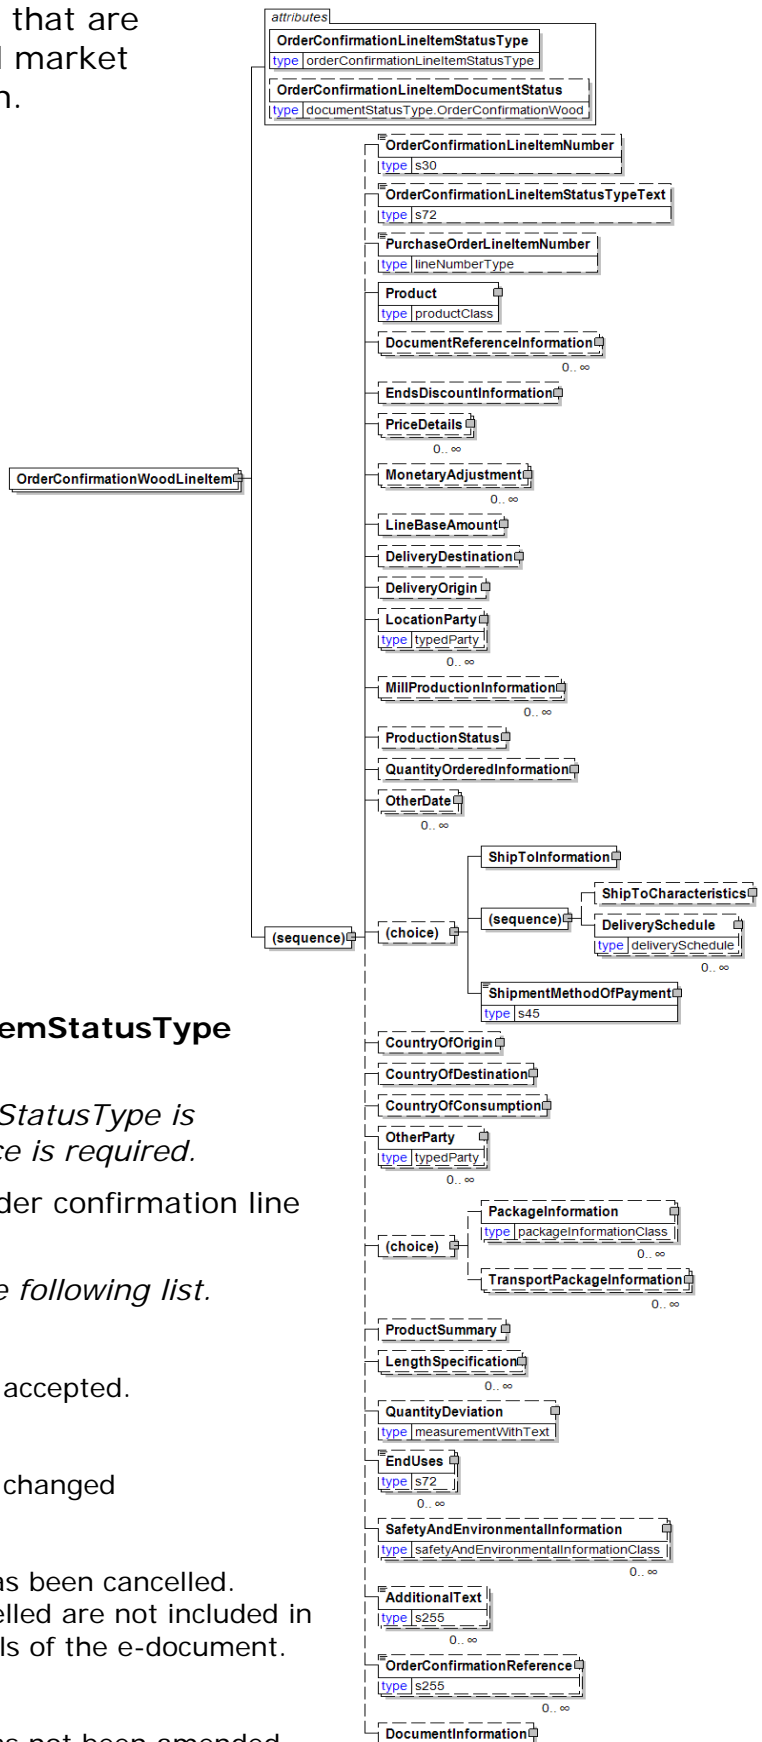 that are
market
n.
emStatusType
StatusType is
ce is required.
der confirmation line
e following list.
accepted.
changed
as been cancelled.
elled are not included in
ls of the e-document.
as not been amended
attributes
OrderConfirmationLineItemStatusType
type orderConfirmationLineItemStatusType
OrderConfirmationLineItemDocumentStatus
type documentStatusType.OrderConfirmationWood
OrderConfirmationWoodLineItem
(sequence)
OrderConfirmationLineItemNumber
type s30
OrderConfirmationLineItemStatusTypeText
type s72
PurchaseOrderLineItemNumber
type lineNumberType
Product
type productClass
DocumentReferenceInformation
0.. ∞
EndsDiscountInformation
PriceDetails
0.. ∞
MonetaryAdjustment
0.. ∞
LineBaseAmount
DeliveryDestination
DeliveryOrigin
LocationParty
type typedParty
0.. ∞
MillProductionInformation
0.. ∞
ProductionStatus
QuantityOrderedInformation
OtherDate
0.. ∞
(choice)
ShipToInformation
(sequence)
ShipToCharacteristics
DeliverySchedule
type deliverySchedule
0.. ∞
ShipmentMethodOfPayment
type s45
CountryOfOrigin
CountryOfDestination
CountryOfConsumption
OtherParty
type typedParty
0.. ∞
(choice)
PackageInformation
type packageInformationClass
0.. ∞
TransportPackageInformation
0.. ∞
ProductSummary
LengthSpecification
0.. ∞
QuantityDeviation
type measurementWithText
EndUses
type s72
0.. ∞
SafetyAndEnvironmentalInformation
type safetyAndEnvironmentalInformationClass
0.. ∞
AdditionalText
type s255
0.. ∞
OrderConfirmationReference
type s255
0.. ∞
DocumentInformation